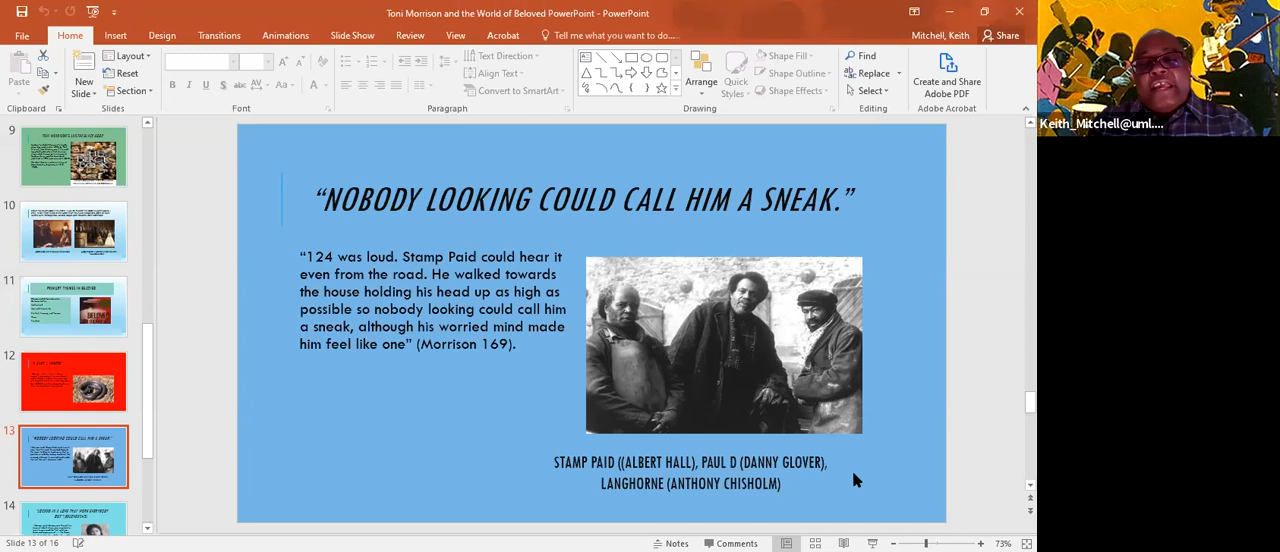 Toni Morrison and the World of Beloved PowerPoint - PowerPoint
Mitchell, Keith
Share
File
Home
Insert
Design
Transitions
Animations
Slide Show
Review
View
Acrobat
Tell me what you want to do...
Paste
New
Slide
Layout
Reset
Section
B I U S abc AV Aa A
Text Direction
Align Text
Convert to SmartArt
Arrange
Quick
Styles
Shape Fill
Shape Outline
Shape Effects
Find
Replace
Select
Create and Share
Adobe PDF
Clipboard
Slides
Font
Paragraph
Drawing
Editing
Adobe Acrobat
Keith_Mitchell@uml....
9
10
11
12
13
14
“NOBODY LOOKING COULD CALL HIM A SNEAK.”
“124 was loud. Stamp Paid could hear it
even from the road. He walked towards
the house holding his head up as high as
possible so nobody looking could call him
a sneak, although his worried mind made
him feel like one” (Morrison 169).
STAMP PAID ((ALBERT HALL), PAUL D (DANNY GLOVER),
LANGHORNE (ANTHONY CHISHOLM)
Slide 13 of 16
Notes
Comments
73%